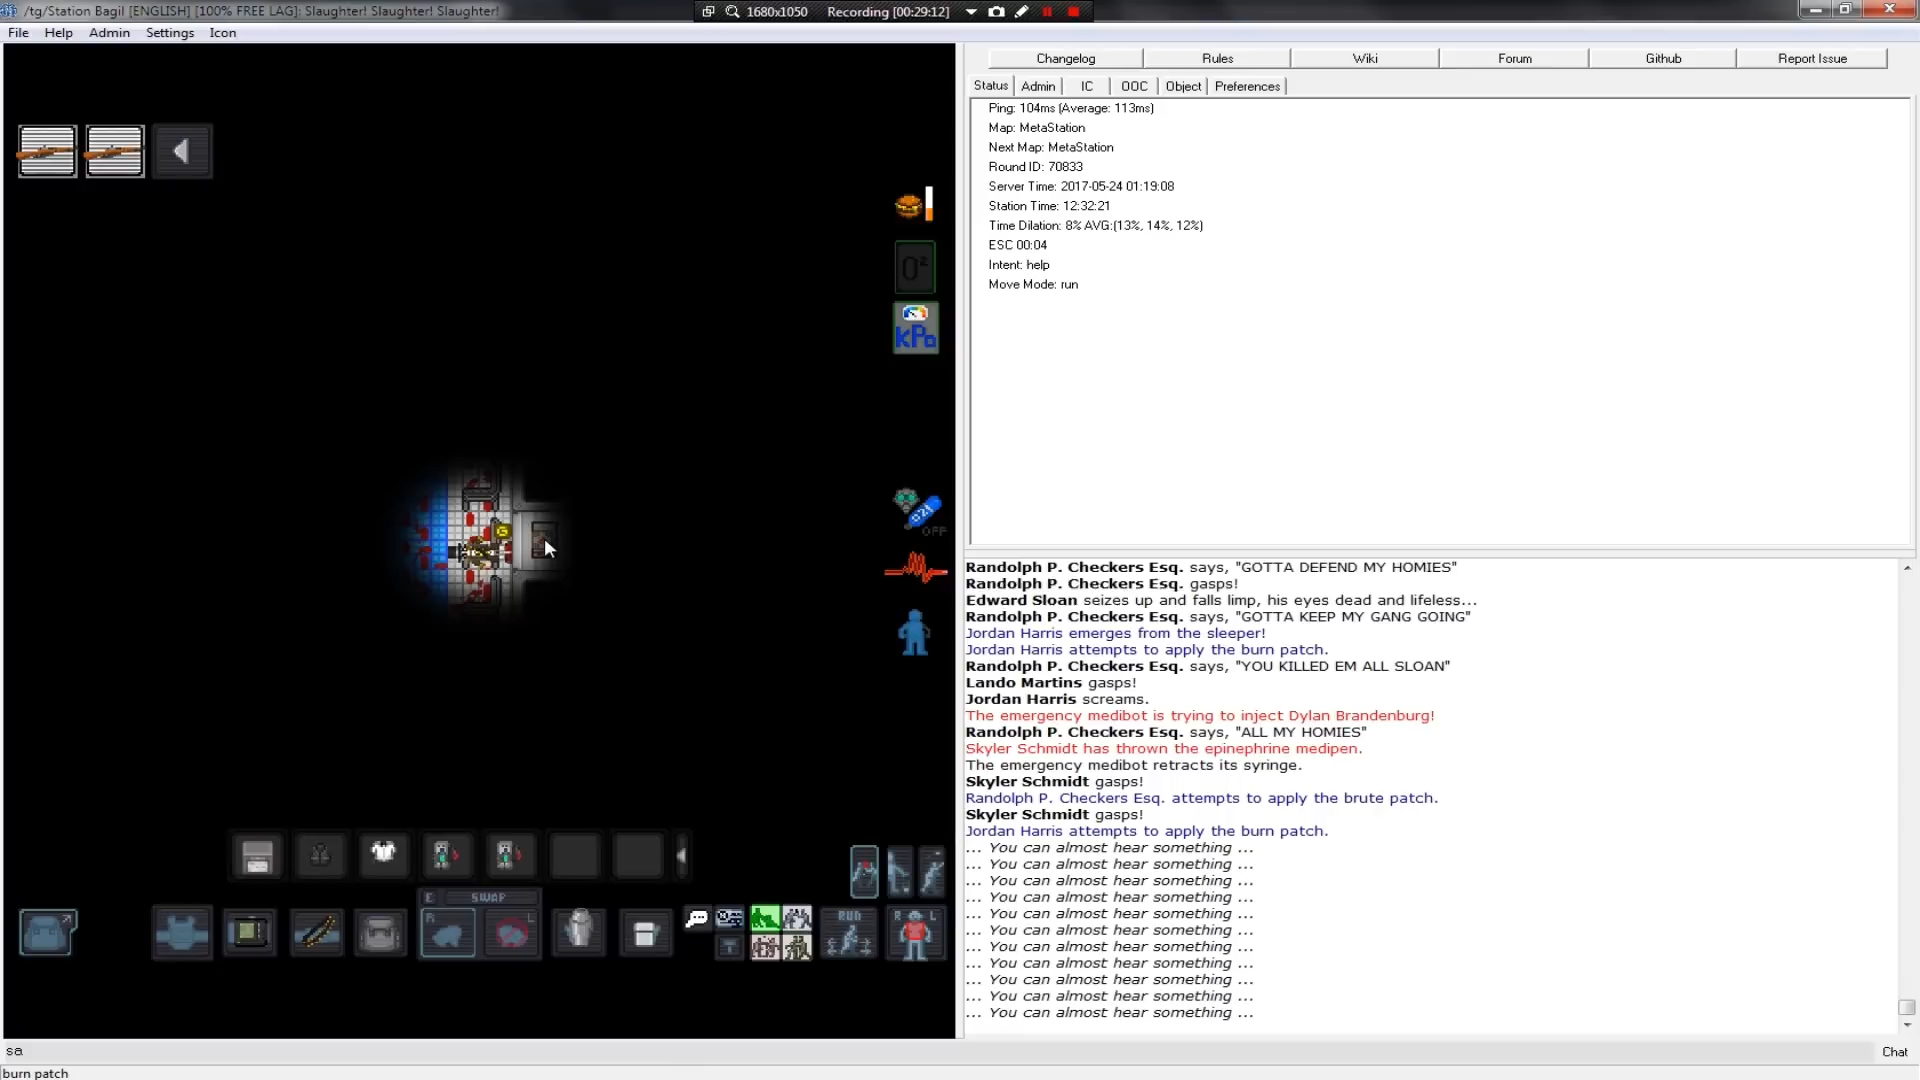 /tg/Station Bagil [ENGLISH] [100% FREE LAG]: Slaughter! Slaughter! Slaughter!
1680x1050 Recording [00:29:12]
File Help Admin Settings Icon
Changelog Rules Wiki Forum Github Report Issue
Status Admin IC OOC Object Preferences
Ping: 104ms (Average: 113ms)
Map: MetaStation
Next Map: MetaStation
Round ID: 70833
Server Time: 2017-05-24 01:19:08
Station Time: 12:32:21
Time Dilation: 8% AVG:(13%, 14%, 12%)
ESC 00:04
Intent: help
Move Mode: run
O²
kPa
O2↑
OFF
Randolph P. Checkers Esq. says, "GOTTA DEFEND MY HOMIES"
Randolph P. Checkers Esq. gasps!
Edward Sloan seizes up and falls limp, his eyes dead and lifeless...
Randolph P. Checkers Esq. says, "GOTTA KEEP MY GANG GOING"
Jordan Harris emerges from the sleeper!
Jordan Harris attempts to apply the burn patch.
Randolph P. Checkers Esq. says, "YOU KILLED EM ALL SLOAN"
Lando Martins gasps!
Jordan Harris screams.
The emergency medibot is trying to inject Dylan Brandenburg!
Randolph P. Checkers Esq. says, "ALL MY HOMIES"
Skyler Schmidt has thrown the epinephrine medipen.
The emergency medibot retracts its syringe.
Skyler Schmidt gasps!
Randolph P. Checkers Esq. attempts to apply the brute patch.
Skyler Schmidt gasps!
Jordan Harris attempts to apply the burn patch.
... You can almost hear something ...
... You can almost hear something ...
... You can almost hear something ...
... You can almost hear something ...
... You can almost hear something ...
... You can almost hear something ...
... You can almost hear something ...
... You can almost hear something ...
... You can almost hear something ...
... You can almost hear something ...
... You can almost hear something ...
E SWAP
R L
RUN
R L
sa
Chat
burn patch